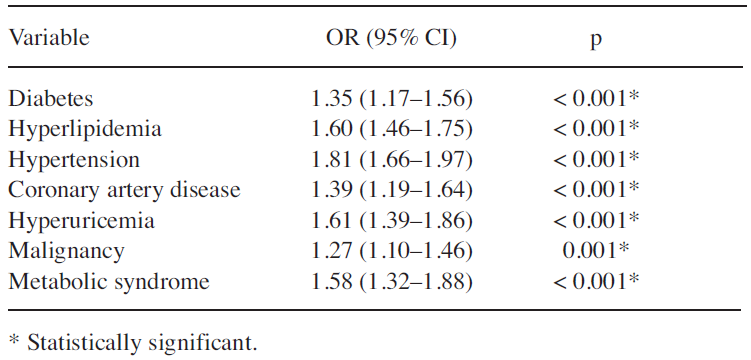 Variable OR (95% CI) p
Diabetes 1.35 (1.17–1.56) < 0.001*
Hyperlipidemia 1.60 (1.46–1.75) < 0.001*
Hypertension 1.81 (1.66–1.97) < 0.001*
Coronary artery disease 1.39 (1.19–1.64) < 0.001*
Hyperuricemia 1.61 (1.39–1.86) < 0.001*
Malignancy 1.27 (1.10–1.46) 0.001*
Metabolic syndrome 1.58 (1.32–1.88) < 0.001*
* Statistically significant.